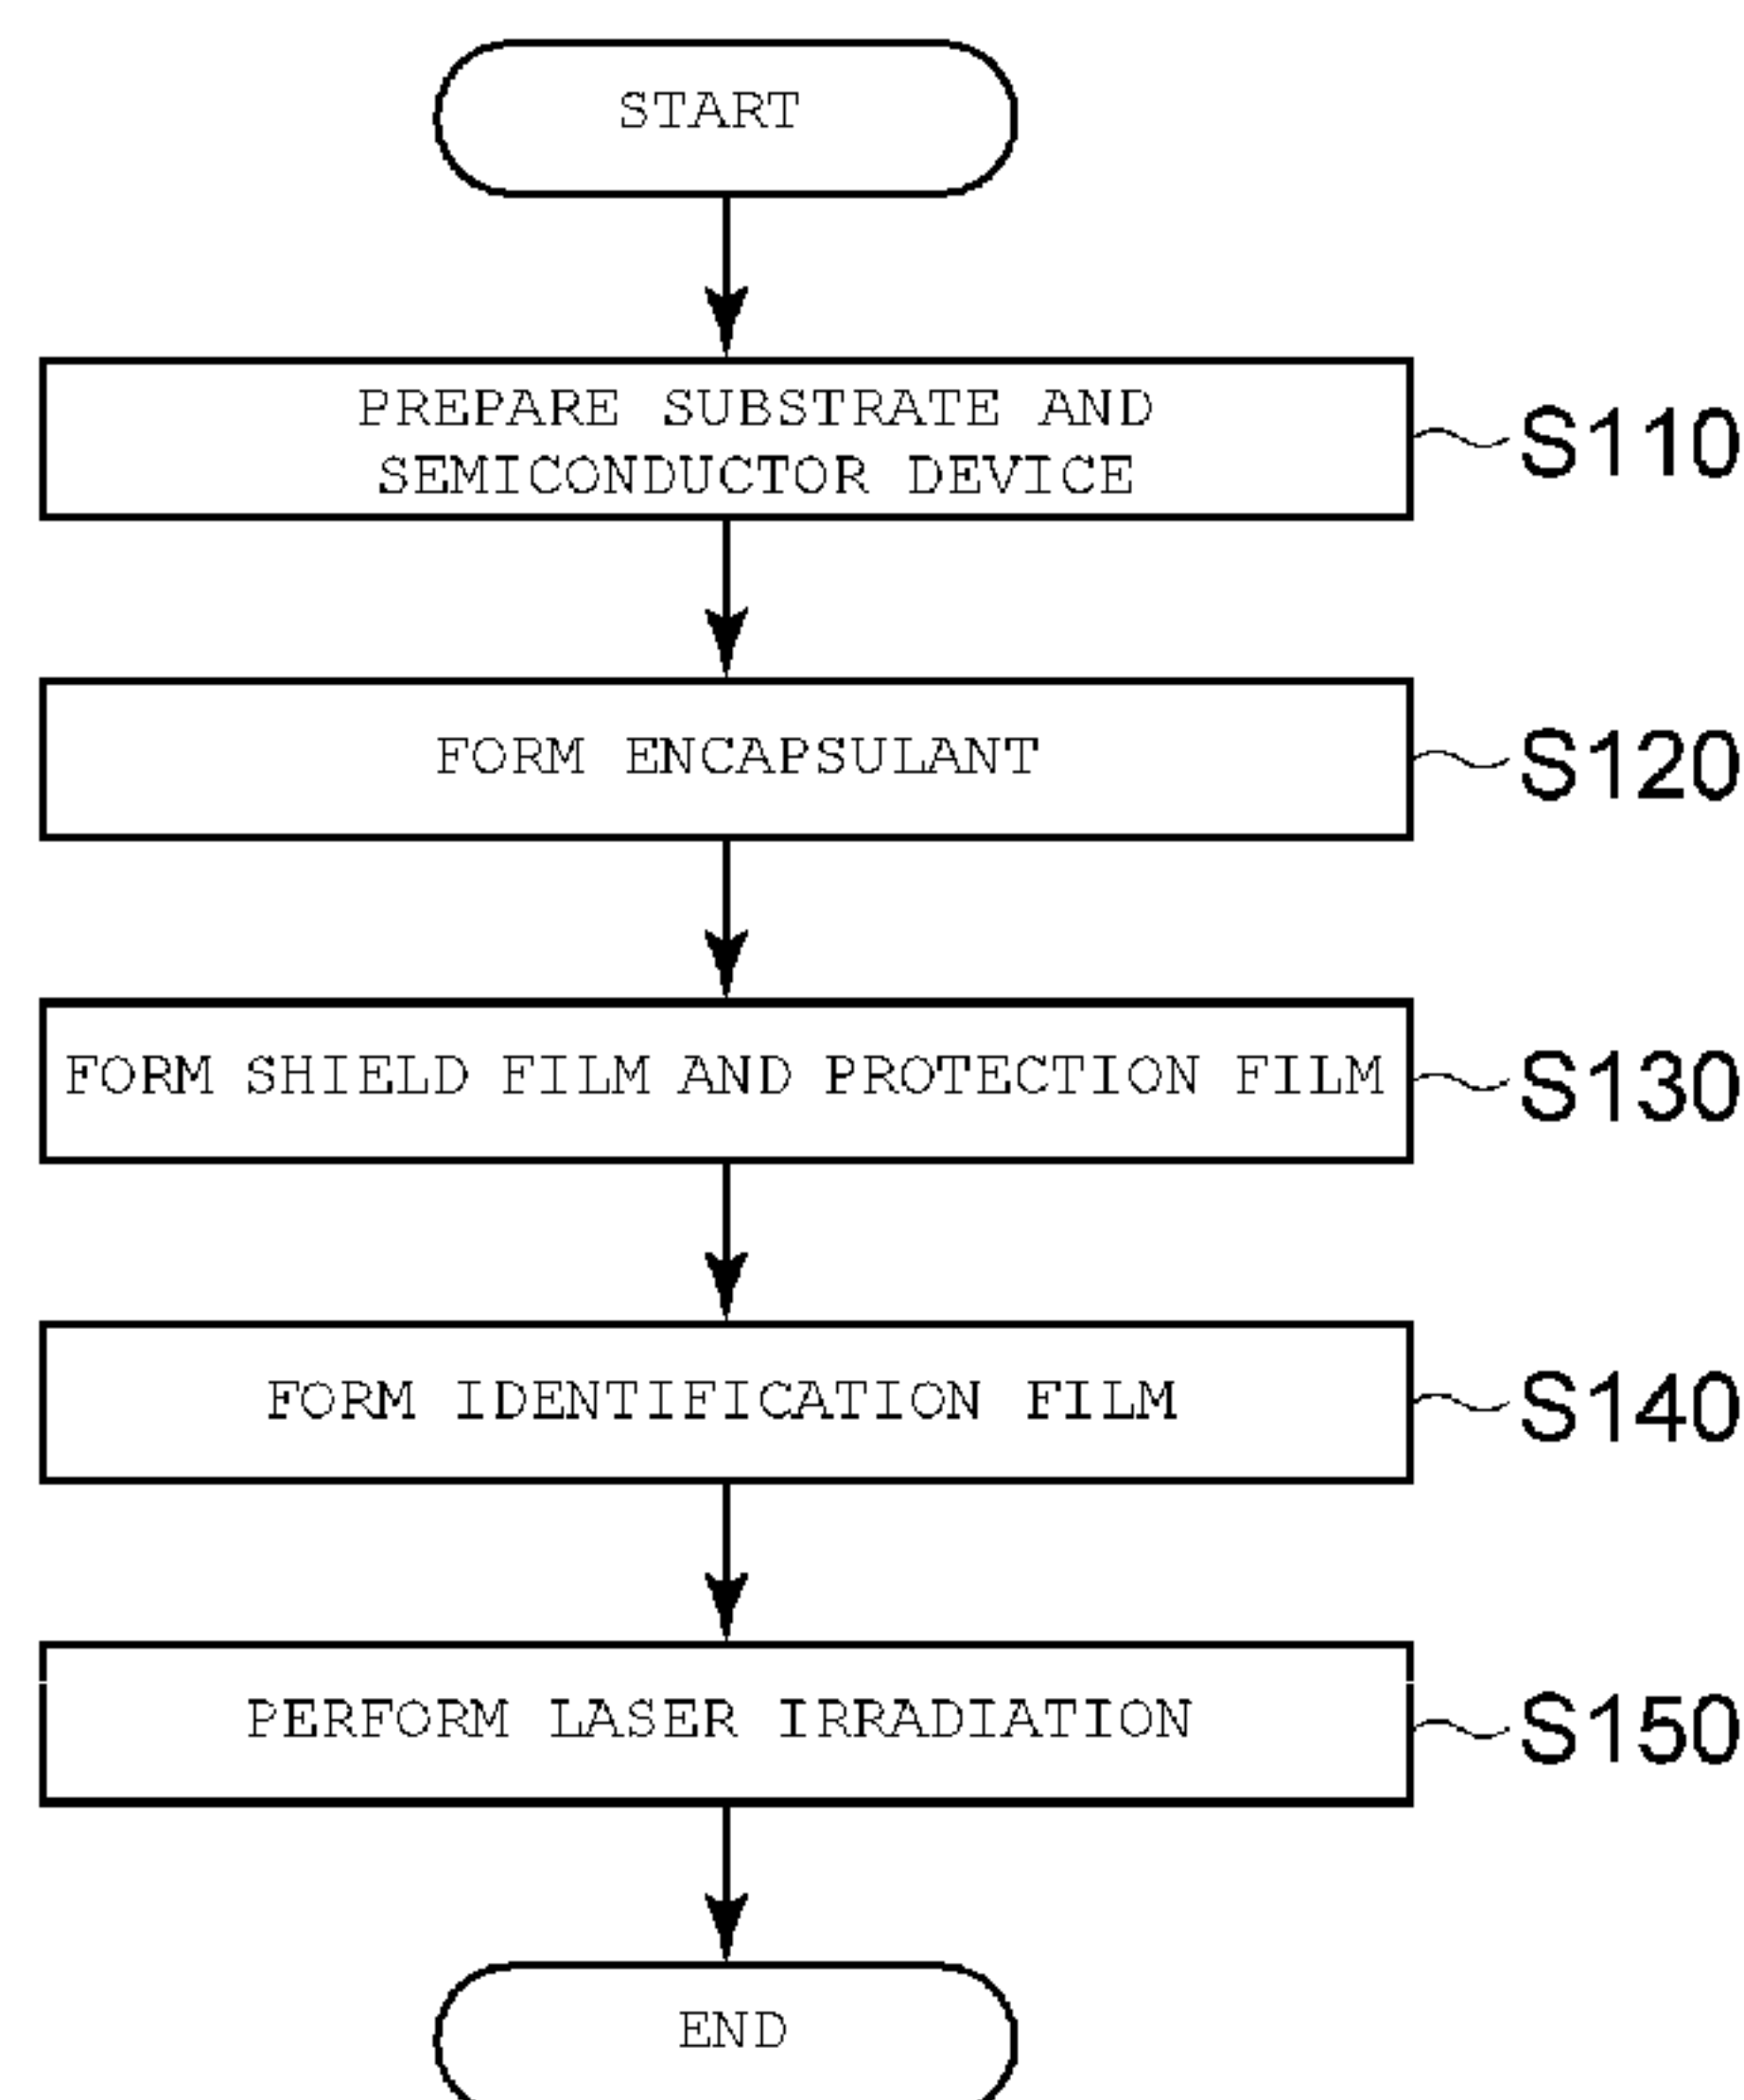 START
PREPARE SUBSTRATE AND
SEMICONDUCTOR DEVICE
S110
FORM ENCAPSULANT
S120
FORM SHIELD FILM AND PROTECTION FILM
S130
FORM IDENTIFICATION FILM
S140
PERFORM LASER IRRADIATION
S150
END